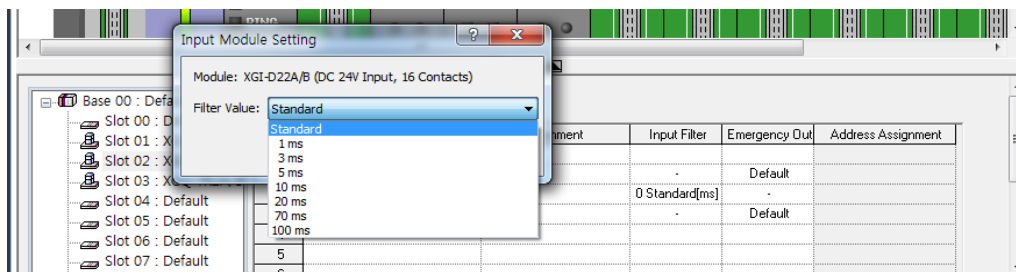 RING
Input Module Setting
Module: XGI-D22A/B (DC 24V Input, 16 Contacts)
Filter Value: Standard
Standard
1 ms
3 ms
5 ms
10 ms
20 ms
70 ms
100 ms
Base 00 : Defa
Slot 00 : D
Slot 01 : X
Slot 02 : X
Slot 03 :
Slot 04 : Default
Slot 05 : Default
Slot 06 : Default
Slot 07 : Default
nment Input Filter Emergency Out Address Assignment
- Default
0 Standard[ms] -
- Default
5